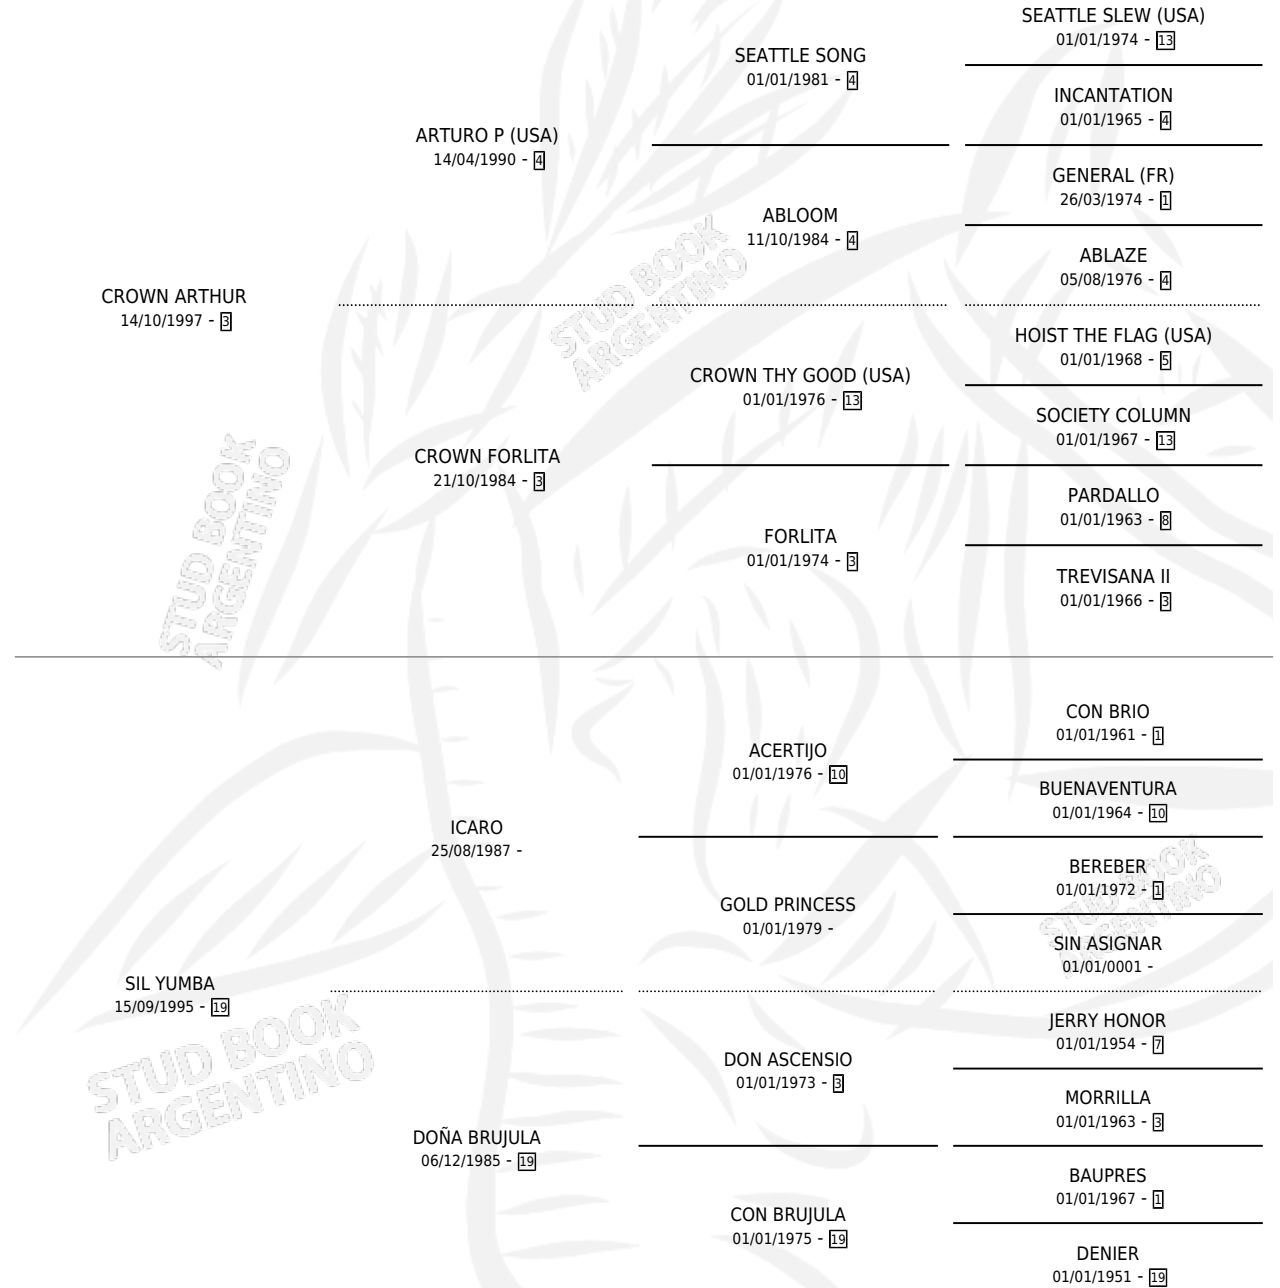 SEATTLE SLEW (USA)
01/01/1974 - 13
SEATTLE SONG
01/01/1981 - 4
INCANTATION
01/01/1965 - 4
ARTURO P (USA)
14/04/1990 - 4
GENERAL (FR)
26/03/1974 - 1
ABLOOM
11/10/1984 - 4
ABLAZE
05/08/1976 - 4
CROWN ARTHUR
14/10/1997 - 3
STUD BOOK
ARGENTINO
HOIST THE FLAG (USA)
01/01/1968 - 5
CROWN THY GOOD (USA)
01/01/1976 - 13
SOCIETY COLUMN
01/01/1967 - 13
CROWN FORLITA
21/10/1984 - 3
PARDALLO
01/01/1963 - 8
FORLITA
01/01/1974 - 3
TREVISANA II
01/01/1966 - 3
STUD BOOK
ARGENTINO
CON BRIO
01/01/1961 - 1
ACERTIJO
01/01/1976 - 10
BUENAVENTURA
01/01/1964 - 10
ICARO
25/08/1987 -
BEREBER
01/01/1972 - 1
GOLD PRINCESS
01/01/1979 -
STUD BOOK
ARGENTINO
SIN ASIGNAR
01/01/0001 -
SIL YUMBA
15/09/1995 - 19
JERRY HONOR
01/01/1954 - 7
DON ASCENSIO
01/01/1973 - 3
STUD BOOK
ARGENTINO
MORRILLA
01/01/1963 - 3
DOÑA BRUJULA
06/12/1985 - 19
BAUPRES
01/01/1967 - 1
CON BRUJULA
01/01/1975 - 19
DENIER
01/01/1951 - 19